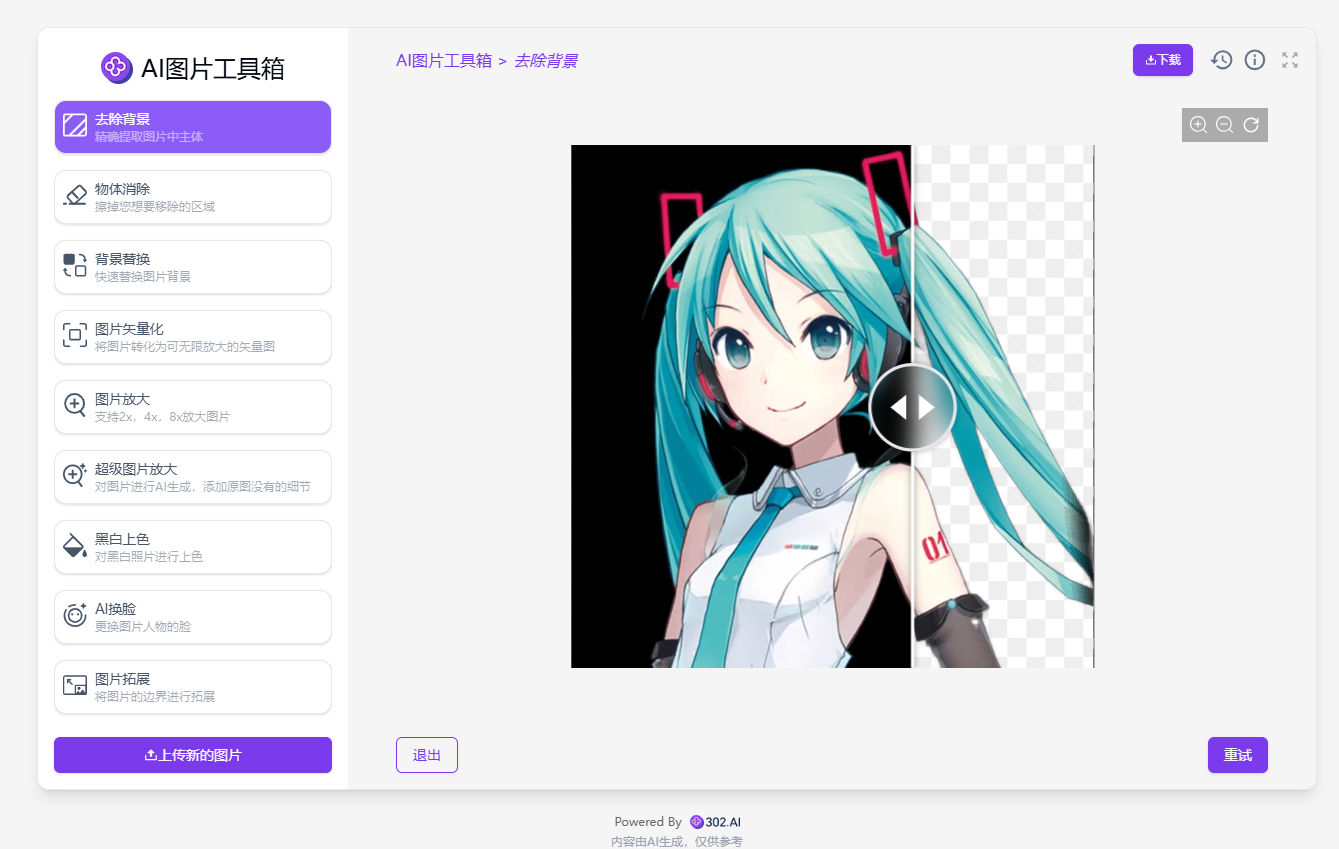 AI图片工具箱
去除背景
精确提取图片中主体
物体消除
擦掉您想要移除的区域
背景替换
快速替换图片背景
图片矢量化
将图片转化为可无限放大的矢量图
图片放大
支持2x，4x，8x放大图片
超级图片放大
对图片进行AI生成，添加原图没有的细节
黑白上色
对黑白照片进行上色
AI换脸
更换图片人物的脸
图片拓展
将图片的边界进行拓展
上传新的图片
AI图片工具箱 > 去除背景
下载
01
退出
重试
Powered By 302.AI
内容由AI生成，仅供参考